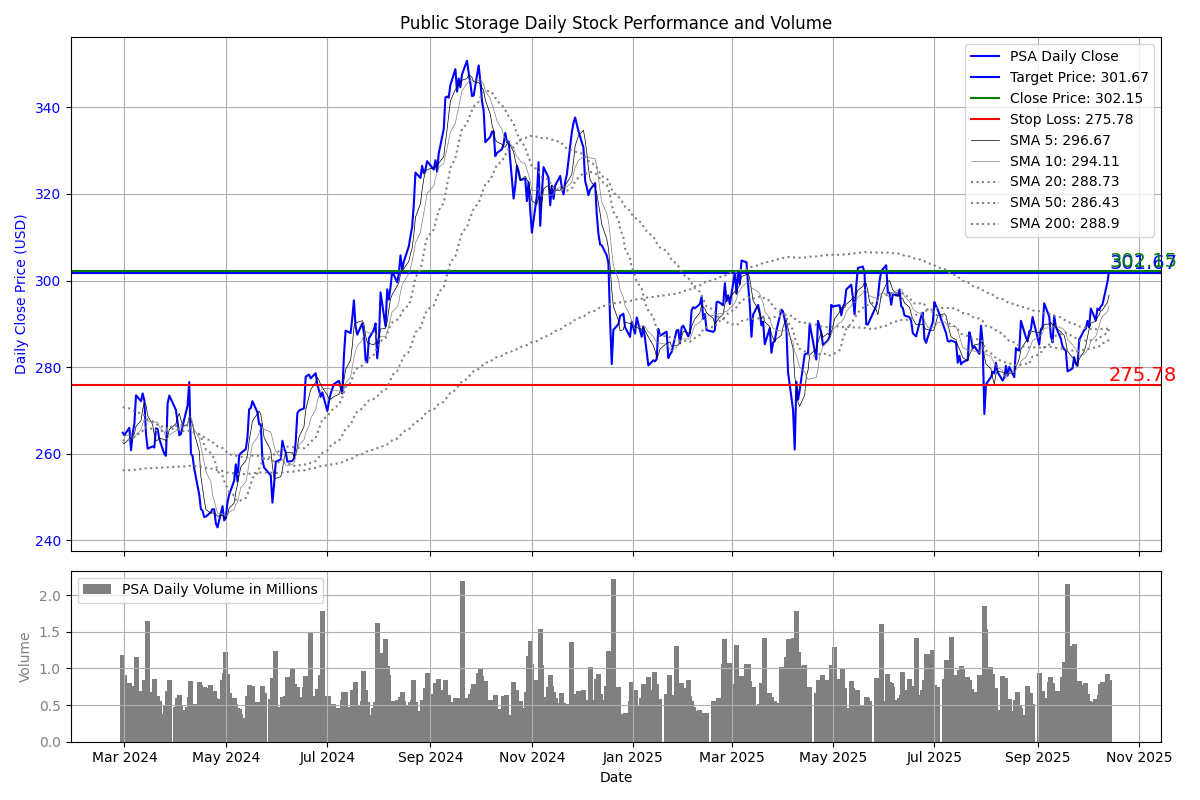 Public Storage Daily Stock Performance and Volume
PSA Daily Close
Target Price: 301.67
Close Price: 302.15
Stop Loss: 275.78
SMA 5: 296.67
SMA 10: 294.11
SMA 20: 288.73
SMA 50: 286.43
SMA 200: 288.9
Daily Close Price (USD)
340
320
300
280
260
240
302.15
301.67
275.78
PSA Daily Volume in Millions
Volume
2.0
1.5
1.0
0.5
0.0
Mar 2024 May 2024 Jul 2024 Sep 2024 Nov 2024 Jan 2025 Mar 2025 May 2025 Jul 2025 Sep 2025 Nov 2025
Date